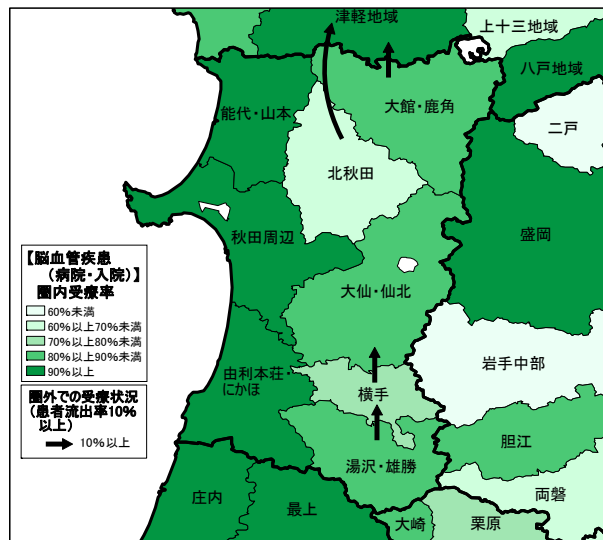 津軽地域
上十三地域
八戸地域
能代・山本
大館・鹿角
二戸
北秋田
盛岡
秋田周辺
大仙・仙北
岩手中部
由利本荘・
にかほ
横手
胆江
湯沢・雄勝
両磐
庄内
最上
大崎
栗原
【脳血管疾患
(病院・入院)】
圏内受療率
60%未満
60%以上70%未満
70%以上80%未満
80%以上90%未満
90%以上
圏外での受療状況
(患者流出率10%
以上)
10%以上